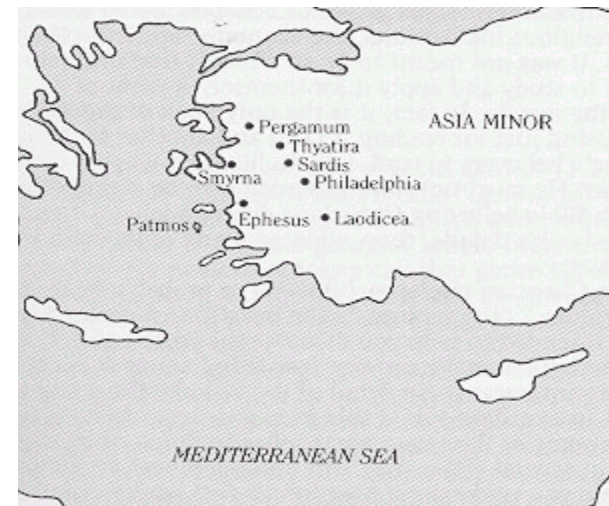 Pergamum
ASIA MINOR
Thyatira
Sardis
Smyrna
Philadelphia
Patmos
Ephesus
Laodicea
MEDITERRANEAN SEA